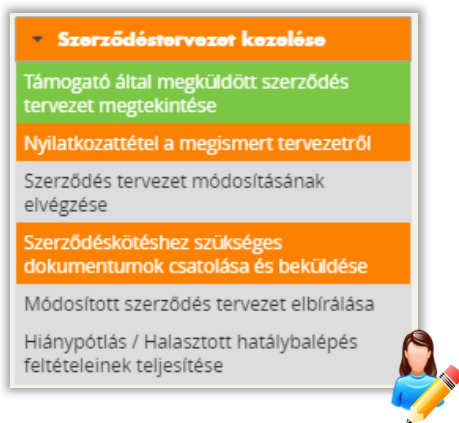 Szerződéstervezet kezelése
Támogató által megküldött szerződés
tervezet megtekintése
Nyilatkozattétel a megismert tervezetről
Szerződés tervezet módosításának
elvégzése
Szerződéskötéshez szükséges
dokumentumok csatolása és beküldése
Módosított szerződés tervezet elbírálása
Hiánypótlás / Halasztott hatálybalépés
feltételeinek teljesítése